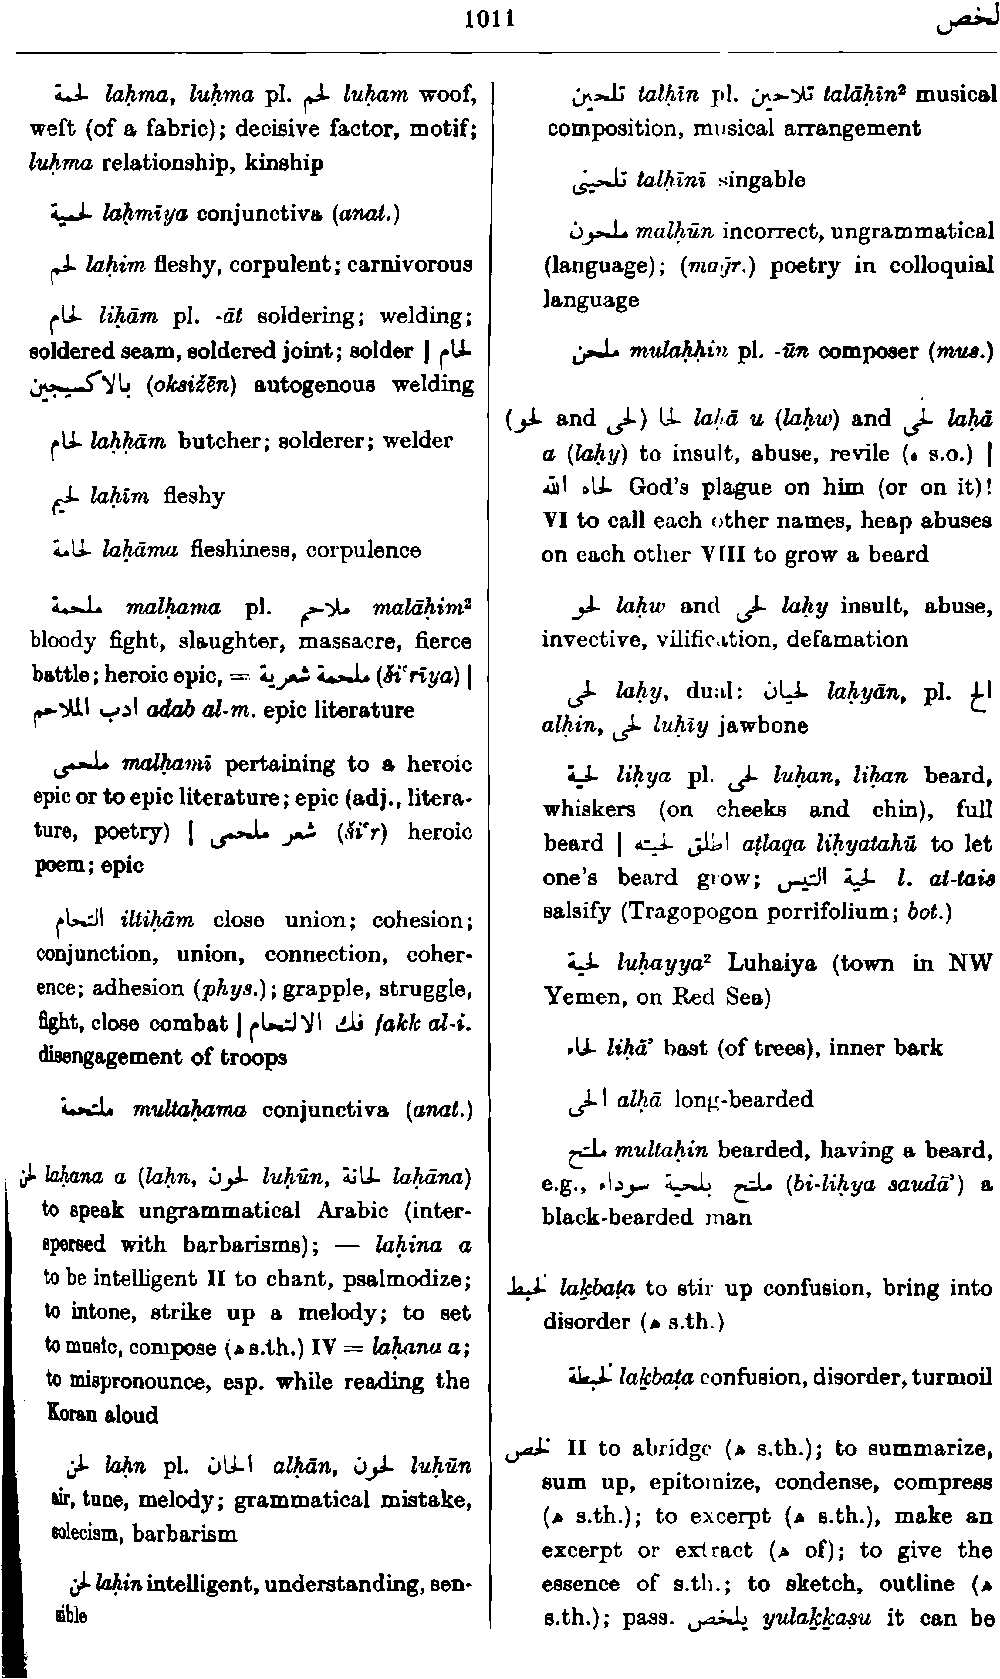 1011
لخص
لحمة laḥma, luḥma pl. لحم luḥam woof,
weft (of a fabric); decisive factor, motif;
luḥma relationship, kinship
لحمية laḥmīya conjunctiva (anat.)
لحم laḥim fleshy, corpulent; carnivorous
لحام liḥām pl. -āt soldering; welding;
soldered seam, soldered joint; solder | لحام
بالاكسيجين (oksižēn) autogenous welding
لحام laḥḥām butcher; solderer; welder
لحيم laḥīm fleshy
لحامة laḥāma fleshiness, corpulence
ملحمة malḥama pl. ملاحم malāḥim²
bloody fight, slaughter, massacre, fierce
battle; heroic epic, = ملحمة شعرية (ši‘rīya) |
ادب الملاحم adab al-m. epic literature
ملحمى malḥamī pertaining to a heroic
epic or to epic literature; epic (adj., litera-
ture, poetry) | شعر ملحمى (ši‘r) heroic
poem; epic
التحام iltiḥām close union; cohesion;
conjunction, union, connection, coher-
ence; adhesion (phys.); grapple, struggle,
fight, close combat | فك الالتحام fakk al-i.
disengagement of troops
ملتحمة multaḥama conjunctiva (anat.)
لحن laḥana a (laḥn, لحون luḥūn, لحانة laḥāna)
to speak ungrammatical Arabic (inter-
spersed with barbarisms); — laḥina a
to be intelligent II to chant, psalmodize;
to intone, strike up a melody; to set
to music, compose (ه s.th.) IV = laḥana a;
to mispronounce, esp. while reading the
Koran aloud
لحن laḥn pl. الحان alḥān, لحون luḥūn
air, tune, melody; grammatical mistake,
solecism, barbarism
لحن laḥin intelligent, understanding, sen-
sible
تلحين talḥīn pl. تلاحين talāḥīn² musical
composition, musical arrangement
تلحينى talḥīnī singable
ملحون malḥūn incorrect, ungrammatical
(language); (maḡr.) poetry in colloquial
language
ملحن mulaḥḥin pl. -ūn composer (mus.)
(لحو and لحى) لحا laḥā u (laḥw) and لحى laḥā
a (laḥy) to insult, abuse, revile (ه s.o.) |
لحاه الله God's plague on him (or on it)!
VI to call each other names, heap abuses
on each other VIII to grow a beard
لحو laḥw and لحى laḥy insult, abuse,
invective, vilification, defamation
لحى laḥy, dual: لحيان laḥyān, pl. الح
alḥin, لحى luḥīy jawbone
لحية liḥya pl. لحى luḥan, liḥan beard,
whiskers (on cheeks and chin), full
beard | اطلق لحيته aṭlaqa liḥyatahū to let
one's beard grow; لحية التيس l. at-tais
salsify (Tragopogon porrifolium; bot.)
لحية luḥayya² Luhaiya (town in NW
Yemen, on Red Sea)
لحاء liḥā’ bast (of trees), inner bark
الحى alḥā long-bearded
ملتح multaḥin bearded, having a beard,
e.g., ملتح بلحية سوداء (bi-liḥya saudā’) a
black-bearded man
لخبط laḵbaṭa to stir up confusion, bring into
disorder (ه s.th.)
لخبطة laḵbaṭa confusion, disorder, turmoil
لخص II to abridge (ه s.th.); to summarize,
sum up, epitomize, condense, compress
(ه s.th.); to excerpt (ه s.th.), make an
excerpt or extract (ه of); to give the
essence of s.th.; to sketch, outline (ه
s.th.); pass. يلخص yulaḵḵaṣu it can be